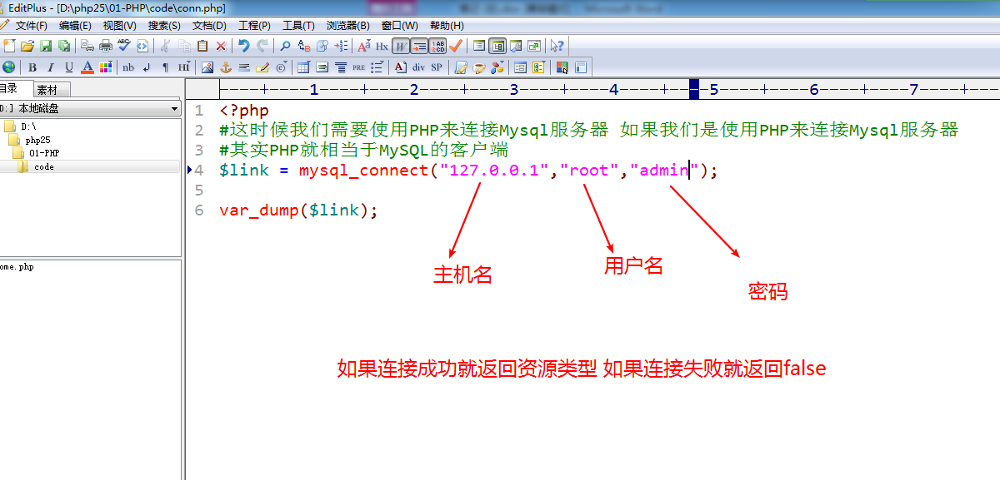 EditPlus - [D:\php25\01-PHP\code\conn.php]
文件(F) 编辑(E) 视图(V) 搜索(S) 文档(D) 工程(P) 工具(T) 浏览器(B) 窗口(W) 帮助(H)
ABC Hx W
B I U A nb HI PRE A div SP
目录 素材
D:] 本地磁盘
D:\
php25
01-PHP
code
ome.php
1 2 3 4 5 6 7
1 <?php
2 #这时候我们需要使用PHP来连接Mysql服务器 如果我们是使用PHP来连接Mysql服务器
3 #其实PHP就相当于MySQL的客户端
4 $link = mysql_connect("127.0.0.1","root","admin");
5
6 var_dump($link);
主机名
用户名
密码
如果连接成功就返回资源类型 如果连接失败就返回false